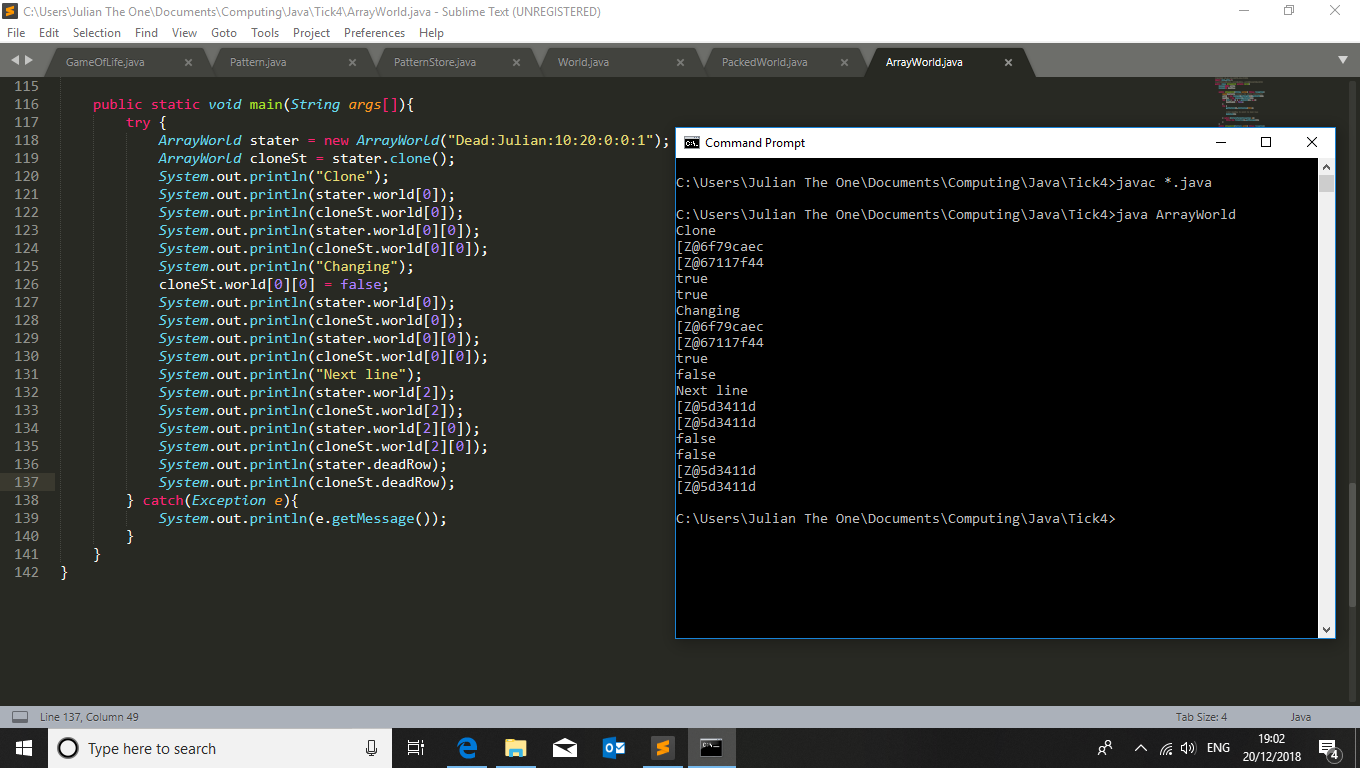 C:\Users\Julian The One\Documents\Computing\Java\Tick4\ArrayWorld.java - Sublime Text (UNREGISTERED)
File Edit Selection Find View Goto Tools Project Preferences Help
GameOfLife.java Pattern.java PatternStore.java World.java PackedWorld.java ArrayWorld.java
115
116 public static void main(String args[]){
117 try {
118 ArrayWorld stater = new ArrayWorld("Dead:Julian:10:20:0:0:1");
119 ArrayWorld cloneSt = stater.clone();
120 System.out.println("Clone");
121 System.out.println(stater.world[0]);
122 System.out.println(cloneSt.world[0]);
123 System.out.println(stater.world[0][0]);
124 System.out.println(cloneSt.world[0][0]);
125 System.out.println("Changing");
126 cloneSt.world[0][0] = false;
127 System.out.println(stater.world[0]);
128 System.out.println(cloneSt.world[0]);
129 System.out.println(stater.world[0][0]);
130 System.out.println(cloneSt.world[0][0]);
131 System.out.println("Next line");
132 System.out.println(stater.world[2]);
133 System.out.println(cloneSt.world[2]);
134 System.out.println(stater.world[2][0]);
135 System.out.println(cloneSt.world[2][0]);
136 System.out.println(stater.deadRow);
137 System.out.println(cloneSt.deadRow);
138 } catch(Exception e){
139 System.out.println(e.getMessage());
140 }
141 }
142 }
Command Prompt
C:\Users\Julian The One\Documents\Computing\Java\Tick4>javac *.java
C:\Users\Julian The One\Documents\Computing\Java\Tick4>java ArrayWorld
Clone
[Z@6f79caec
[Z@67117f44
true
true
Changing
[Z@6f79caec
[Z@67117f44
true
false
Next line
[Z@5d3411d
[Z@5d3411d
false
false
[Z@5d3411d
[Z@5d3411d
C:\Users\Julian The One\Documents\Computing\Java\Tick4>
Line 137, Column 49 Tab Size: 4 Java
Type here to search
ENG
19:02
20/12/2018
4